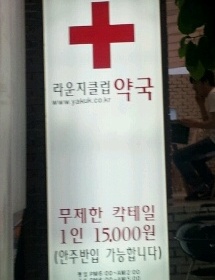 라운지클럽 약국
www.yakuk.co.kr
무제한 칵테일
1인 15,000원
(안주반입 가능합니다)